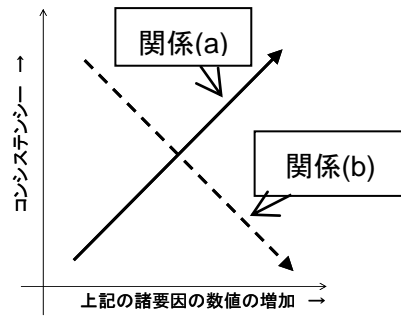 関係(a)
関係(b)
コンシステンシー →
上記の諸要因の数値の増加 →